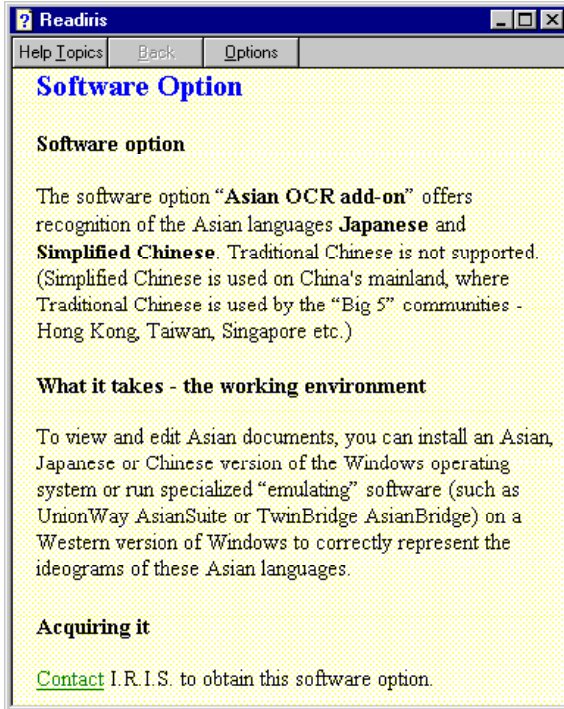 Readiris
Help Topics Back Options
Software Option
Software option
The software option “Asian OCR add-on” offers
recognition of the Asian languages Japanese and
Simplified Chinese. Traditional Chinese is not supported.
(Simplified Chinese is used on China's mainland, where
Traditional Chinese is used by the “Big 5” communities -
Hong Kong, Taiwan, Singapore etc.)
What it takes - the working environment
To view and edit Asian documents, you can install an Asian,
Japanese or Chinese version of the Windows operating
system or run specialized “emulating” software (such as
UnionWay AsianSuite or TwinBridge AsianBridge) on a
Western version of Windows to correctly represent the
ideograms of these Asian languages.
Acquiring it
Contact I.R.I.S. to obtain this software option.